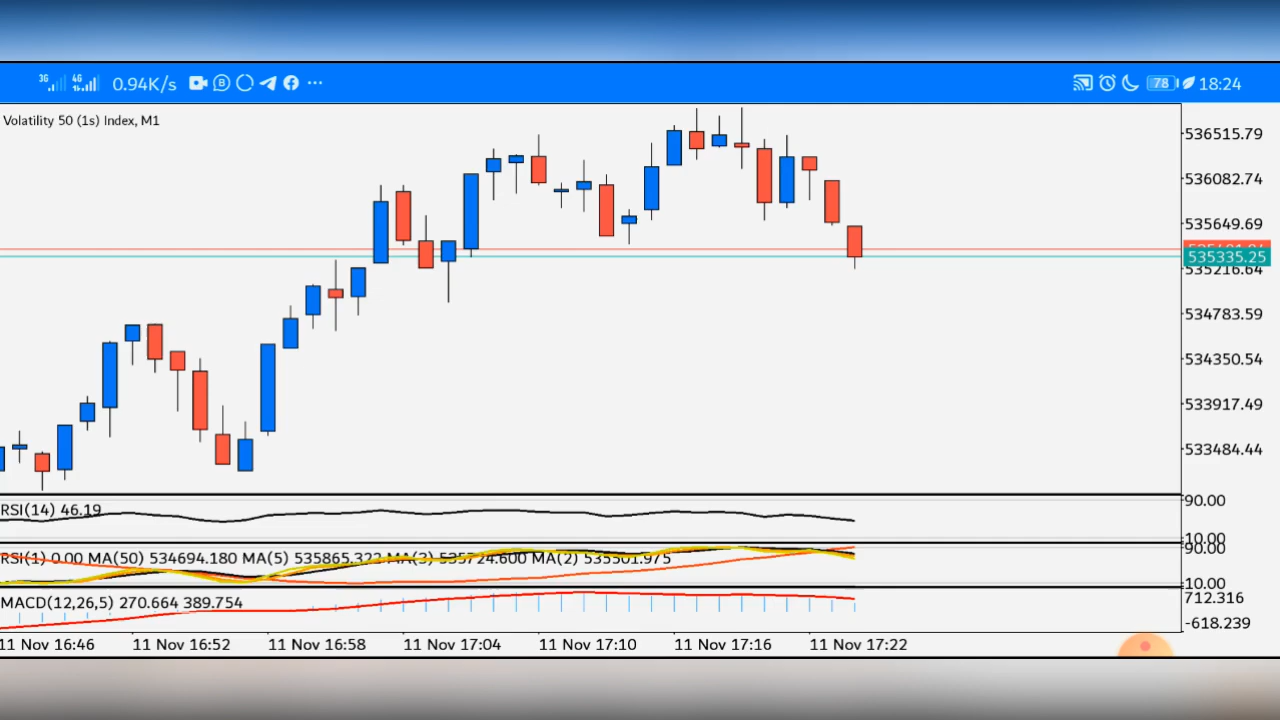 3G 4G 0.94K/s B ... 78 18:24
Volatility 50 (1s) Index, M1
536515.79
536082.74
535649.69
535335.25
535216.64
534783.59
534350.54
533917.49
533484.44
RSI(14) 46.19
90.00
10.00
RSI(1) 0.00 MA(50) 534694.180 MA(5) 535865.322 MA(3) 535724.600 MA(2) 535501.975
90.00
10.00
MACD(12,26,5) 270.664 389.754
712.316
-618.239
11 Nov 16:46 11 Nov 16:52 11 Nov 16:58 11 Nov 17:04 11 Nov 17:10 11 Nov 17:16 11 Nov 17:22